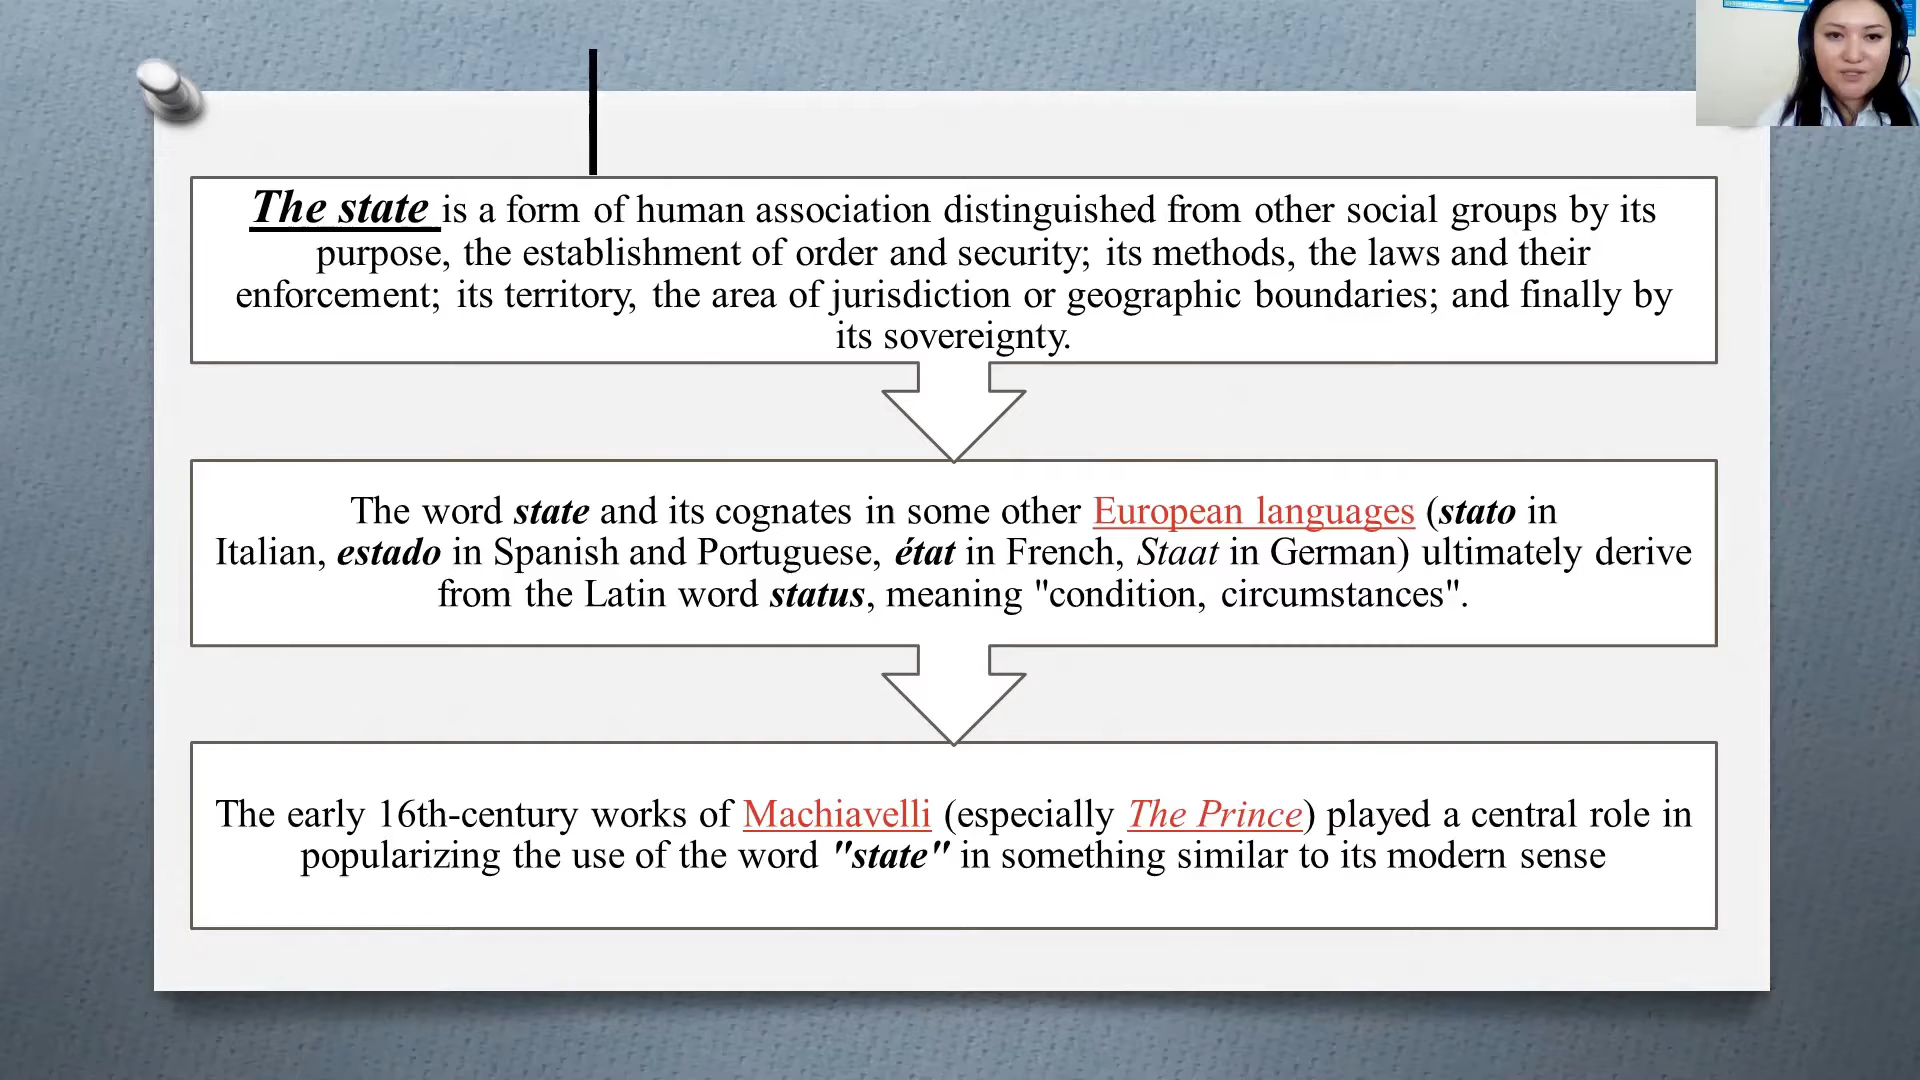 The state is a form of human association distinguished from other social groups by its
purpose, the establishment of order and security; its methods, the laws and their
enforcement; its territory, the area of jurisdiction or geographic boundaries; and finally by
its sovereignty.
The word state and its cognates in some other European languages (stato in
Italian, estado in Spanish and Portuguese, état in French, Staat in German) ultimately derive
from the Latin word status, meaning "condition, circumstances".
The early 16th-century works of Machiavelli (especially The Prince) played a central role in
popularizing the use of the word "state" in something similar to its modern sense